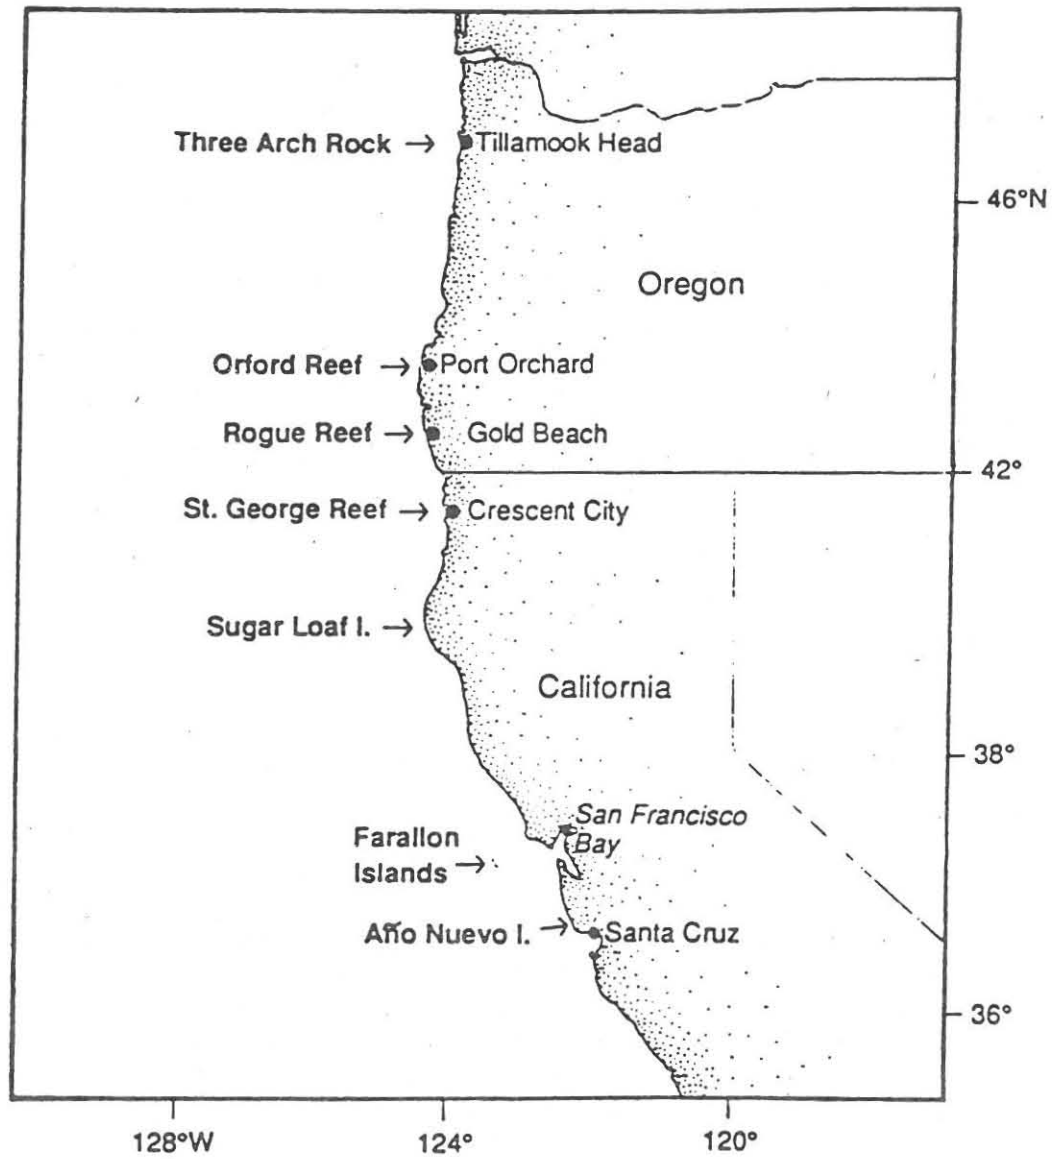 Three Arch Rock → Tillamook Head
46°N
Oregon
Orford Reef → Port Orchard
Rogue Reef → Gold Beach
42°
St. George Reef → Crescent City
Sugar Loaf I. →
California
38°
San Francisco
Bay
Farallon
Islands →
Año Nuevo I. → Santa Cruz
36°
128°W 124° 120°